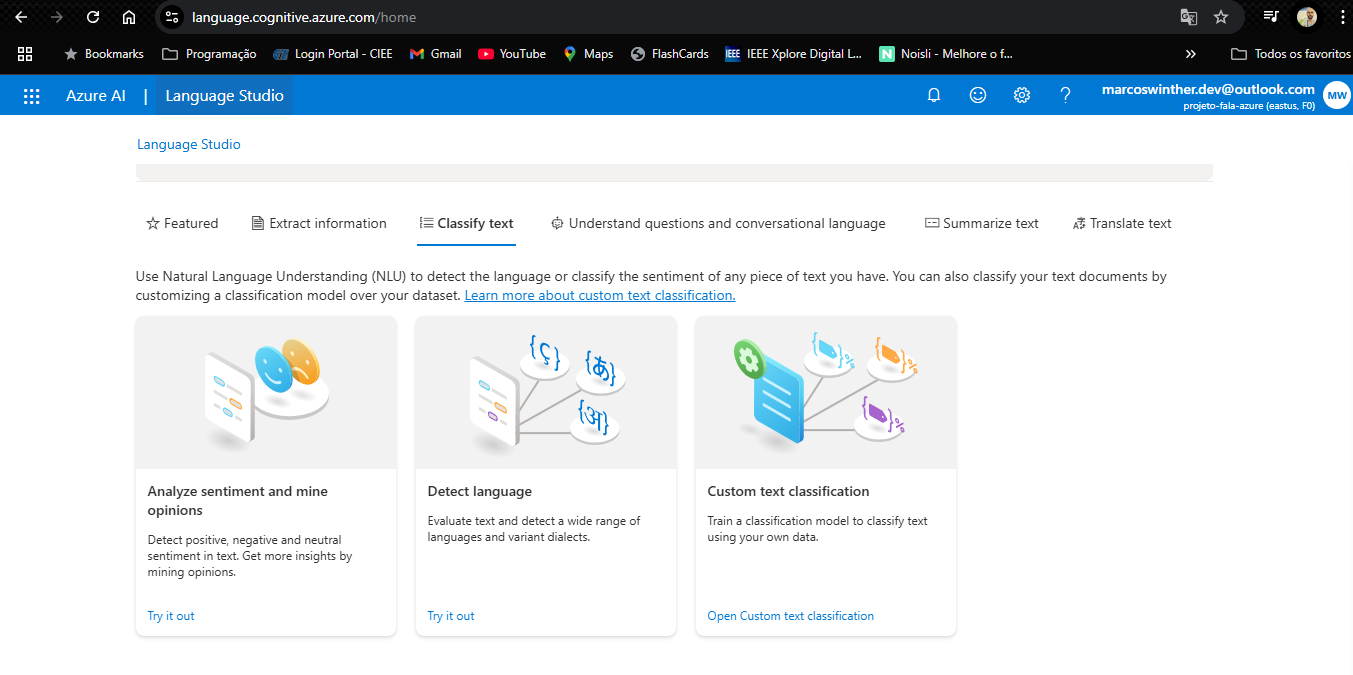 language.cognitive.azure.com/home
Bookmarks Programação Login Portal - CIEE Gmail YouTube Maps FlashCards IEEE IEEE Xplore Digital L... N Noisli - Melhore o f... » Todos os favoritos
Azure AI | Language Studio ? marcoswinther.dev@outlook.com MW
projeto-fala-azure (eastus, F0)
Language Studio
Featured Extract information Classify text Understand questions and conversational language Summarize text Translate text
Use Natural Language Understanding (NLU) to detect the language or classify the sentiment of any piece of text you have. You can also classify your text documents by
customizing a classification model over your dataset. Learn more about custom text classification.
{ç}
{あ}
{अ}
%
%
%
Analyze sentiment and mine
opinions
Detect positive, negative and neutral
sentiment in text. Get more insights by
mining opinions.
Try it out
Detect language
Evaluate text and detect a wide range of
languages and variant dialects.
Try it out
Custom text classification
Train a classification model to classify text
using your own data.
Open Custom text classification